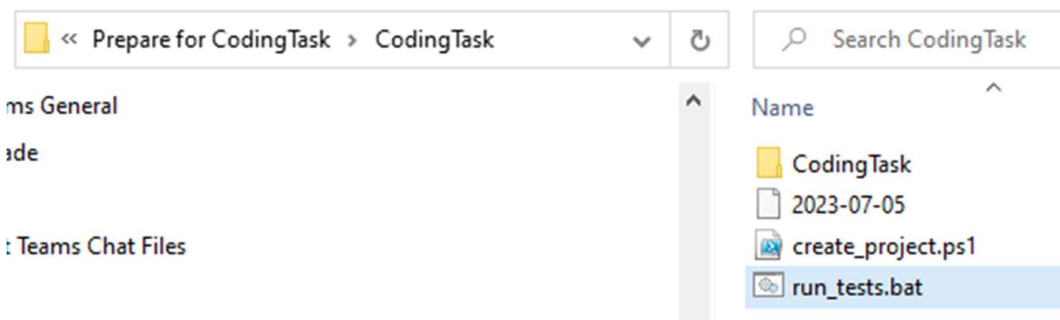 « Prepare for CodingTask > CodingTask
Search CodingTask
ms General
ade
t Teams Chat Files
Name
CodingTask
2023-07-05
create_project.ps1
run_tests.bat